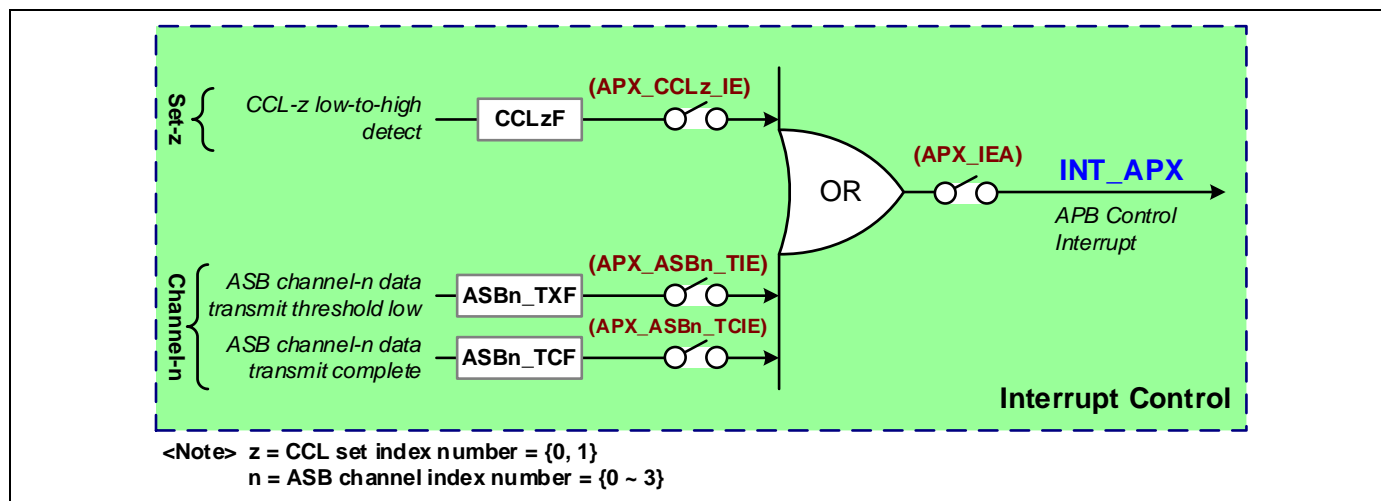 Set-z
CCL-z low-to-high
detect
CCLzF
(APX_CCLz_IE)
OR
(APX_IEA)
INT_APX
APB Control
Interrupt
Channel-n
ASB channel-n data
transmit threshold low
ASBn_TXF
(APX_ASBn_TIE)
ASB channel-n data
transmit complete
ASBn_TCF
(APX_ASBn_TCIE)
Interrupt Control
<Note> z = CCL set index number = {0, 1}
n = ASB channel index number = {0 ~ 3}